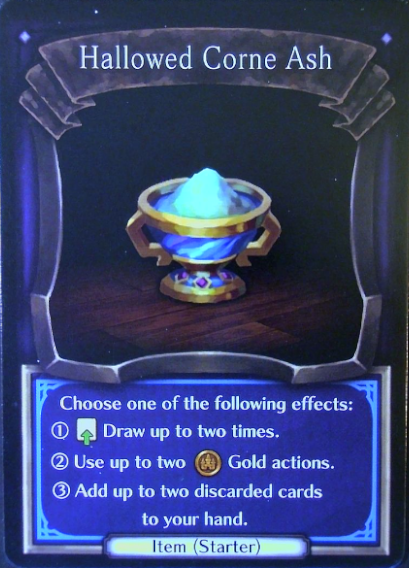 Hallowed Corne Ash
Choose one of the following effects:
① Draw up to two times.
② Use up to two Gold actions.
③ Add up to two discarded cards
to your hand.
Item (Starter)